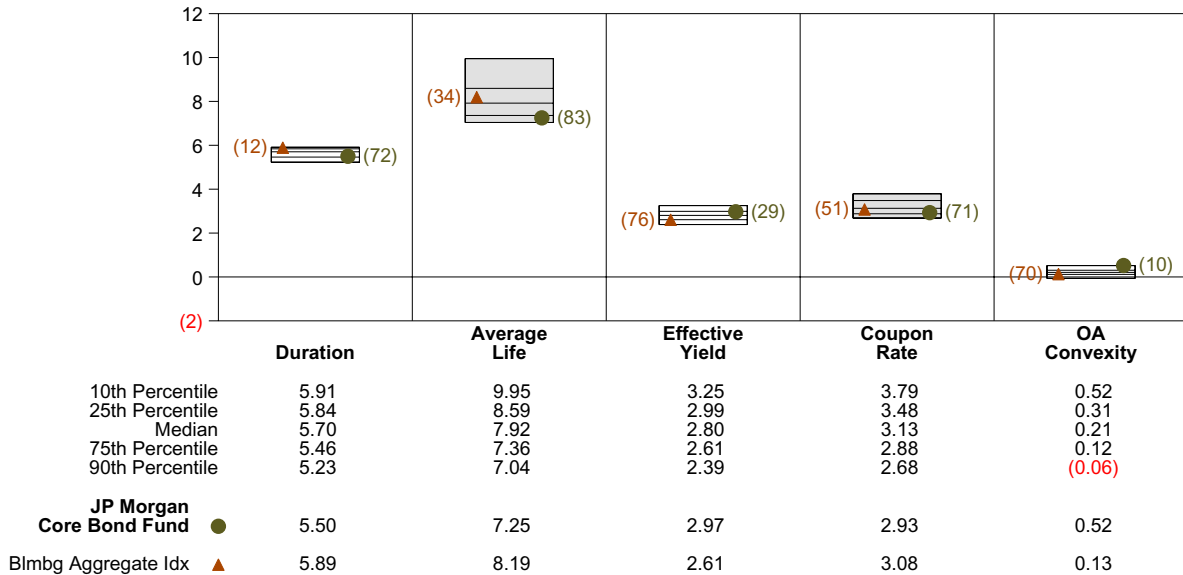 12
10
8
6
4
2
0
(2)
(12)
(72)
(34)
(83)
(76)
(29)
(51)
(71)
(70)
(10)
Duration
Average
Life
Effective
Yield
Coupon
Rate
OA
Convexity
10th Percentile 5.91 9.95 3.25 3.79 0.52
25th Percentile 5.84 8.59 2.99 3.48 0.31
Median 5.70 7.92 2.80 3.13 0.21
75th Percentile 5.46 7.36 2.61 2.88 0.12
90th Percentile 5.23 7.04 2.39 2.68 (0.06)
JP Morgan
Core Bond Fund 5.50 7.25 2.97 2.93 0.52
Blmbg Aggregate Idx 5.89 8.19 2.61 3.08 0.13